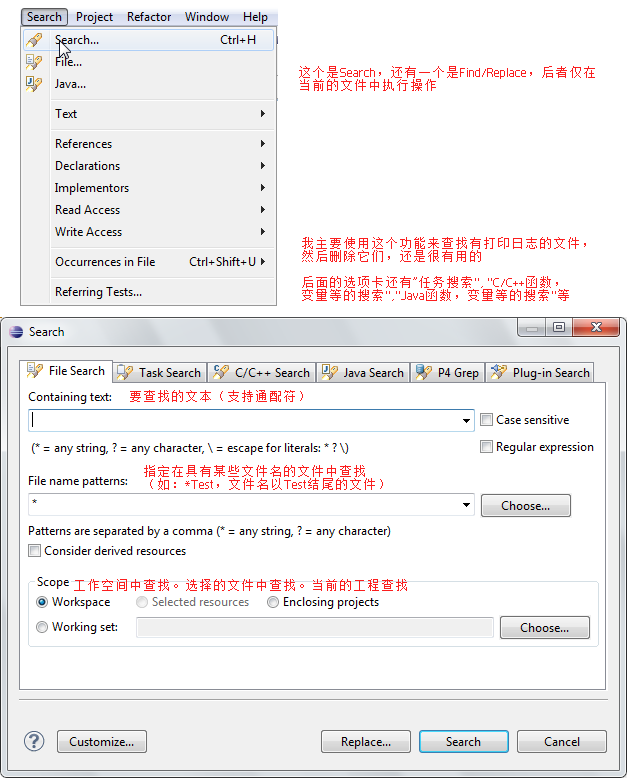 Search Project Refactor Window Help
Search... Ctrl+H
File...
Java...
Text
References
Declarations
Implementors
Read Access
Write Access
Occurrences in File Ctrl+Shift+U
Referring Tests...
这个是Search，还有一个是Find/Replace，后者仅在
当前的文件中执行操作
我主要使用这个功能来查找有打印日志的文件，
然后删除它们，还是很有用的
后面的选项卡还有"任务搜索","C/C++函数，
变量等的搜索","Java函数，变量等的搜索"等
Search
File Search Task Search C/C++ Search Java Search P4 Grep Plug-in Search
Containing text: 要查找的文本（支持通配符）
Case sensitive
(* = any string, ? = any character, \ = escape for literals: * ? \)
Regular expression
指定在具有某些文件名的文件中查找
File name patterns: （如：*Test，文件名以Test结尾的文件）
* Choose...
Patterns are separated by a comma (* = any string, ? = any character)
Consider derived resources
Scope 工作空间中查找。选择的文件中查找。当前的工程查找
Workspace Selected resources Enclosing projects
Working set: Choose...
? Customize... Replace... Search Cancel